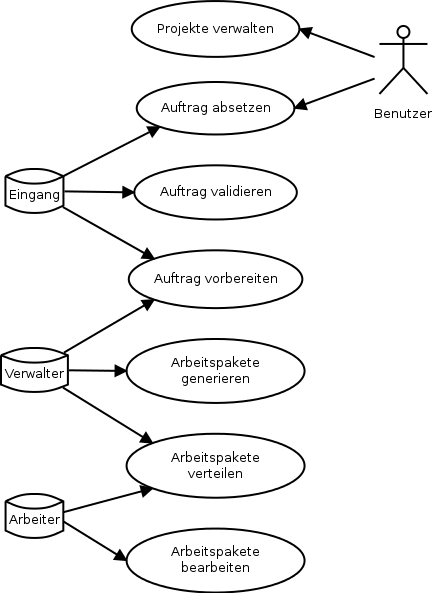 Projekte verwalten
Benutzer
Auftrag absetzen
Eingang
Auftrag validieren
Auftrag vorbereiten
Verwalter
Arbeitspakete
generieren
Arbeitspakete
verteilen
Arbeiter
Arbeitspakete
bearbeiten